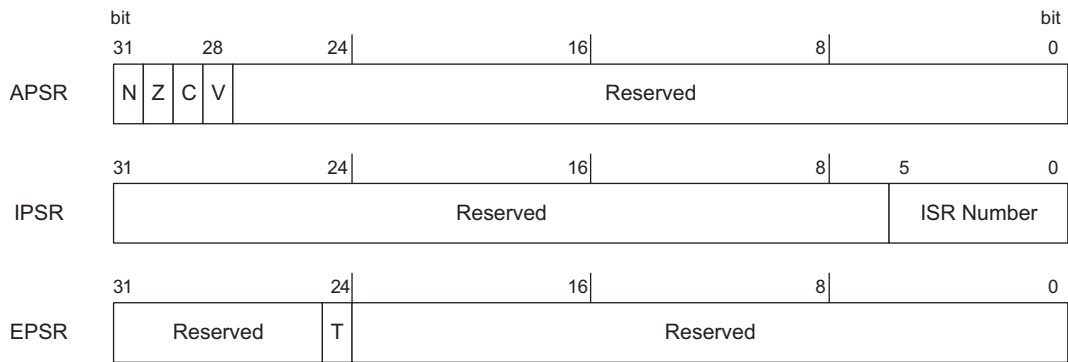 bit bit
31 28 24 16 8 0
APSR N Z C V Reserved
31 24 16 8 5 0
IPSR Reserved ISR Number
31 24 16 8 0
EPSR Reserved T Reserved